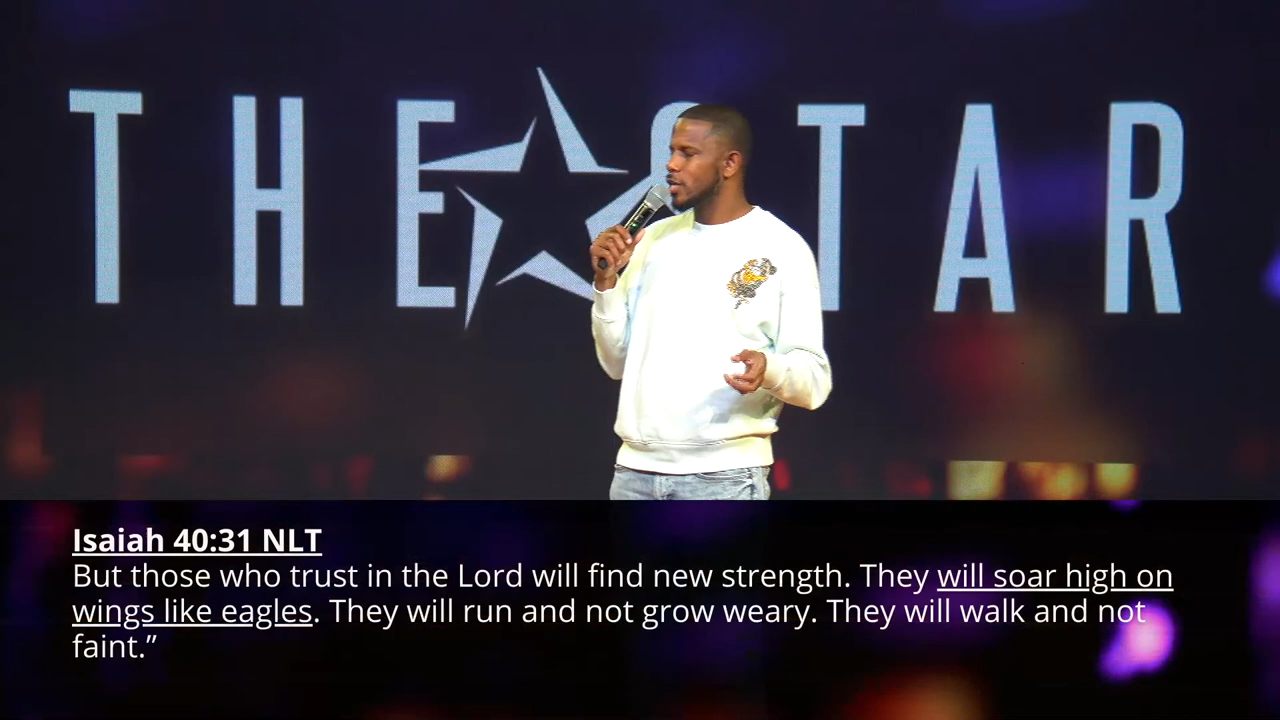 THE STAR
Isaiah 40:31 NLT
But those who trust in the Lord will find new strength. They will soar high on
wings like eagles. They will run and not grow weary. They will walk and not
faint.”